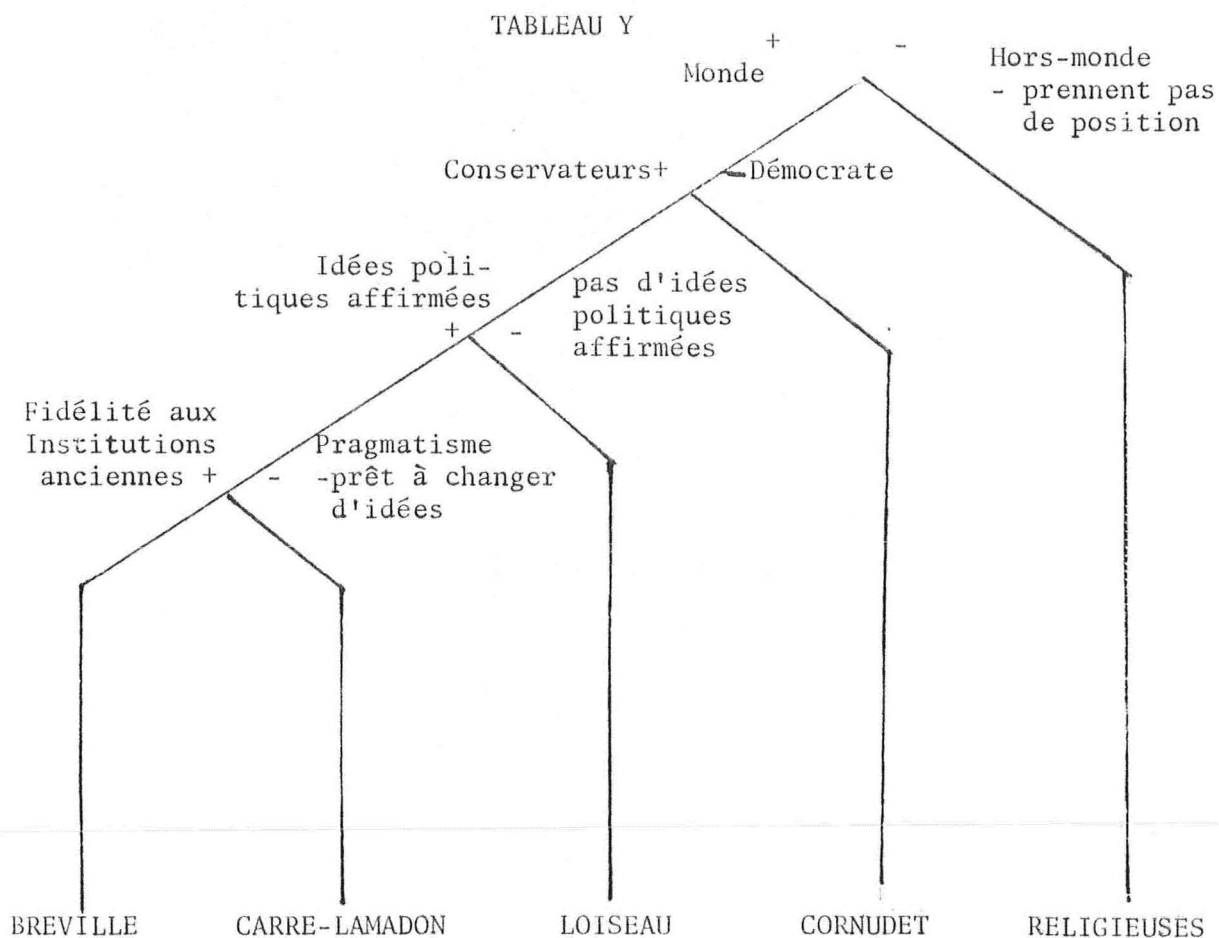 TABLEAU Y
+ -
Monde
Hors-monde
- prennent pas
de position
Conservateurs+ -Démocrate
Idées poli-
tiques affirmées
+ -
pas d'idées
politiques
affirmées
Fidélité aux
Institutions
anciennes + -
Pragmatisme
-prêt à changer
d'idées
BREVILLE CARRE-LAMADON LOISEAU CORNUDET RELIGIEUSES